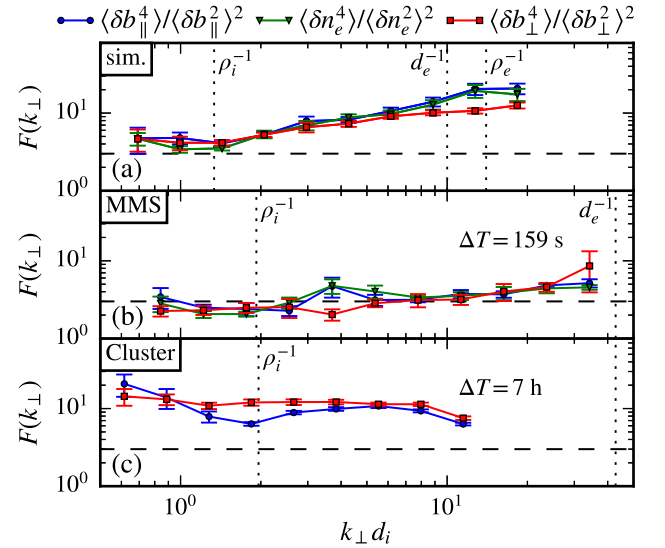 ⟨δb∥⁴⟩/⟨δb∥²⟩² ⟨δnₑ⁴⟩/⟨δnₑ²⟩² ⟨δb⊥⁴⟩/⟨δb⊥²⟩²
sim. ρᵢ⁻¹ dₑ⁻¹ ρₑ⁻¹
10¹
F(k⊥)
(a)
10⁰
MMS ρᵢ⁻¹ dₑ⁻¹
ΔT = 159 s
10¹
F(k⊥)
(b)
10⁰
Cluster ρᵢ⁻¹
ΔT = 7 h
10¹
F(k⊥)
(c)
10⁰
10⁰ 10¹
k⊥dᵢ